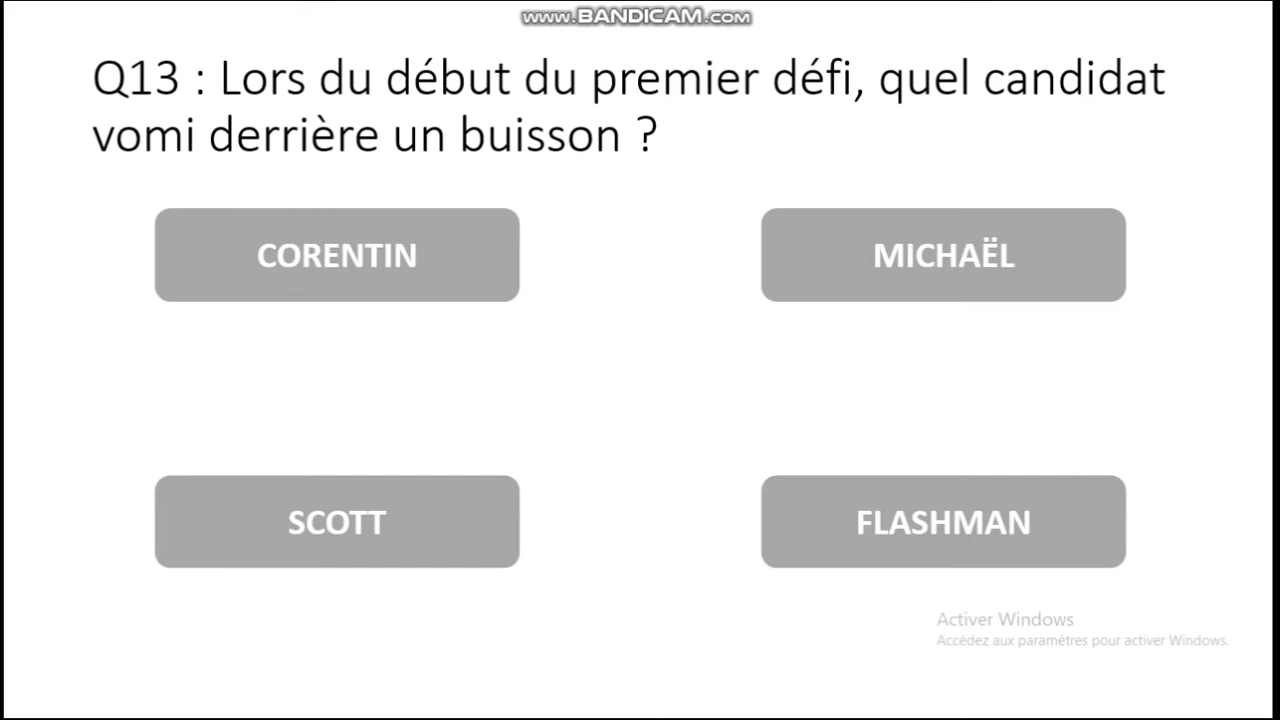 www.BANDICAM.com
Q13 : Lors du début du premier défi, quel candidat
vomi derrière un buisson ?
CORENTIN
MICHAËL
SCOTT
FLASHMAN
Activer Windows
Accédez aux paramètres pour activer Windows.